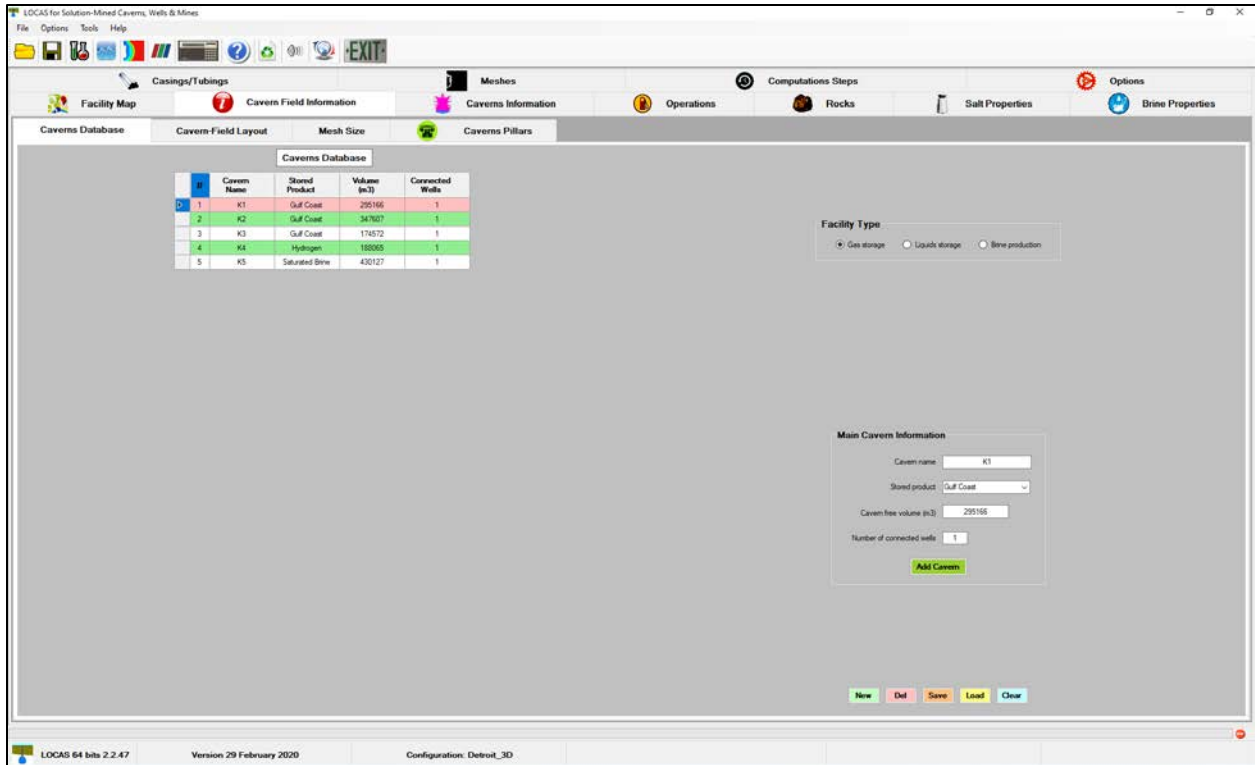 LOCAS for Solution-Mined Caverns, Wells & Mines
File Options Tools Help
EXIT
Casings/Tubings Meshes Computations Steps Options
Facility Map Cavern Field Information Caverns Information Operations Rocks Salt Properties Brine Properties
Caverns Database Cavern-Field Layout Mesh Size Caverns Pillars
Caverns Database
# Cavern Name Stored Product Volume (m3) Connected Wells
1 K1 Gulf Coast 295166 1
2 K2 Gulf Coast 347607 1
3 K3 Gulf Coast 174572 1
4 K4 Hydrogen 188065 1
5 K5 Saturated Brine 430127 1
Facility Type
Gas storage Liquids storage Brine production
Main Cavern Information
Cavern name K1
Stored product Gulf Coast
Cavern free volume (m3) 295166
Number of connected wells 1
Add Cavern
New Del Save Load Clear
LOCAS 64 bits 2.2.47 Version 29 February 2020 Configuration: Detroit_3D